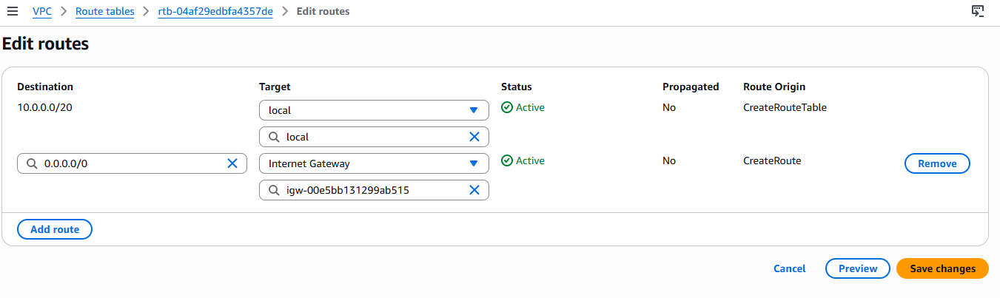 VPC > Route tables > rtb-04af29edbfa4357de > Edit routes
Edit routes
Destination Target Status Propagated Route Origin
10.0.0.0/20 local Active No CreateRouteTable
local
0.0.0.0/0 Internet Gateway Active No CreateRoute Remove
igw-00e5bb131299ab515
Add route
Cancel Preview Save changes